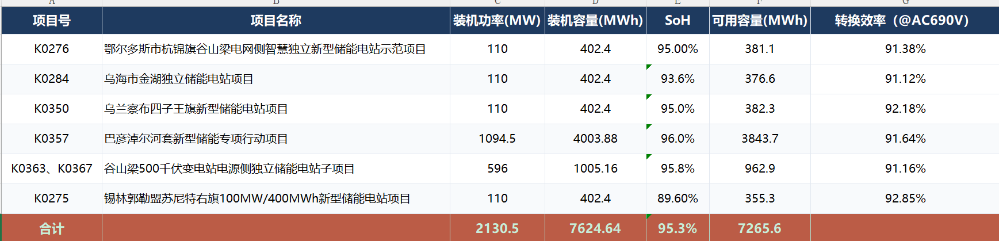 A B C D E F G
项目号 项目名称 装机功率(MW) 装机容量(MWh) SoH 可用容量(MWh) 转换效率（@AC690V）
K0276 鄂尔多斯市杭锦旗谷山梁电网侧智慧独立新型储能电站示范项目 110 402.4 95.00% 381.1 91.38%
K0284 乌海市金湖独立储能电站项目 110 402.4 93.6% 376.6 91.12%
K0350 乌兰察布四子王旗新型储能电站项目 110 402.4 95.0% 382.3 92.18%
K0357 巴彦淖尔河套新型储能专项行动项目 1094.5 4003.88 96.0% 3843.7 91.64%
K0363、K0367 谷山梁500千伏变电站电源侧独立储能电站子项目 596 1005.16 95.8% 962.9 91.16%
K0275 锡林郭勒盟苏尼特右旗100MW/400MWh新型储能电站项目 110 402.4 89.60% 355.3 92.85%
合计 2130.5 7624.64 95.3% 7265.6